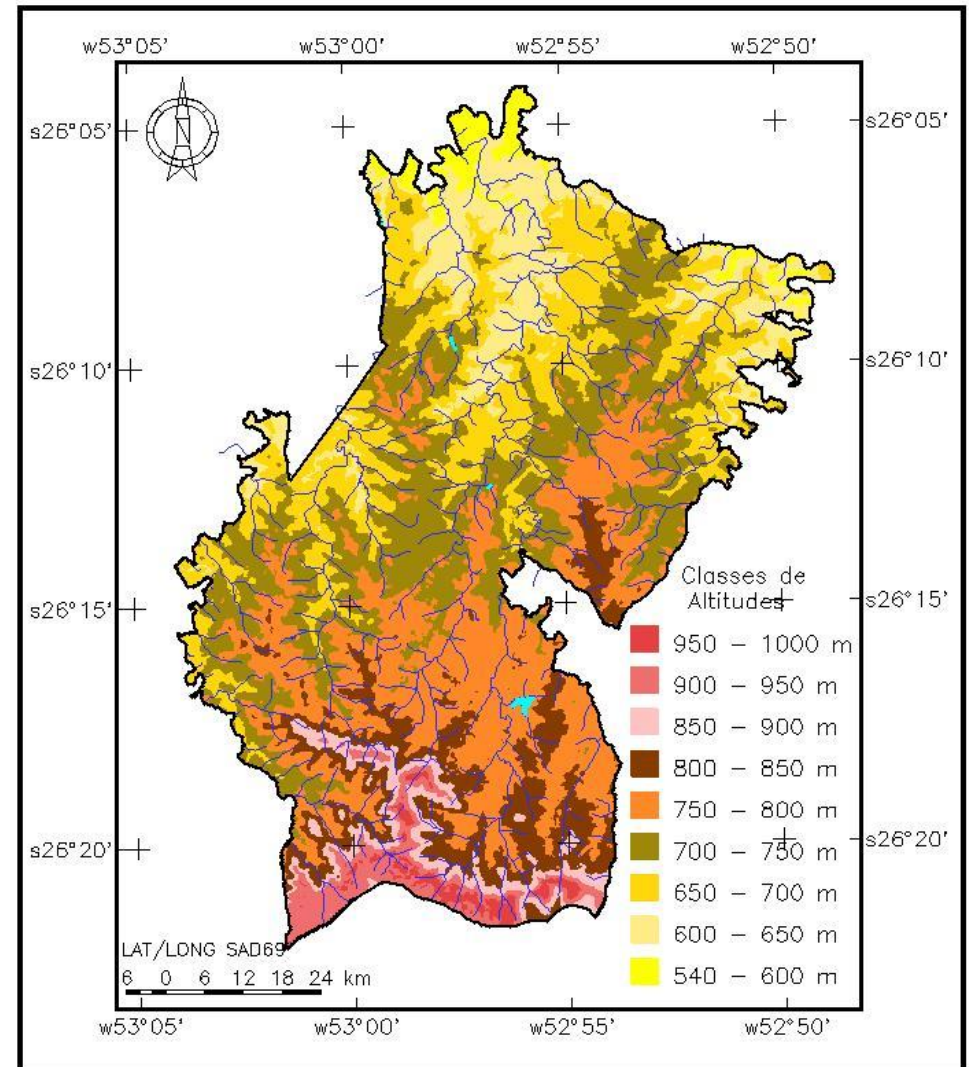 w53°05' w53°00' w52°55' w52°50'
N
s26°05' s26°05'
s26°10' s26°10'
s26°15' s26°15'
s26°20' s26°20'
Classes de
Altitudes
950 – 1000 m
900 – 950 m
850 – 900 m
800 – 850 m
750 – 800 m
700 – 750 m
650 – 700 m
600 – 650 m
540 – 600 m
LAT/LONG SAD69
6 0 6 12 18 24 km
w53°05' w53°00' w52°55' w52°50'